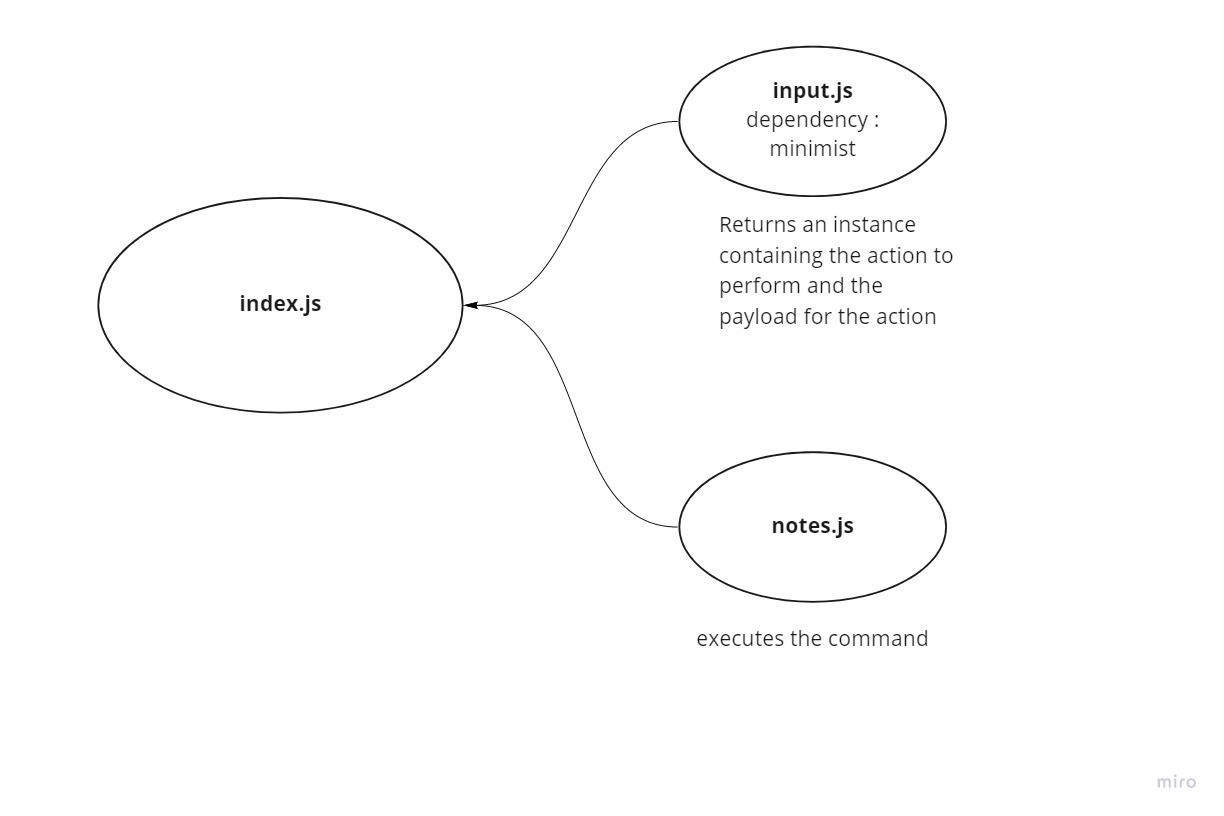 input.js
dependency :
minimist
Returns an instance
containing the action to
perform and the
payload for the action
index.js
notes.js
executes the command
miro